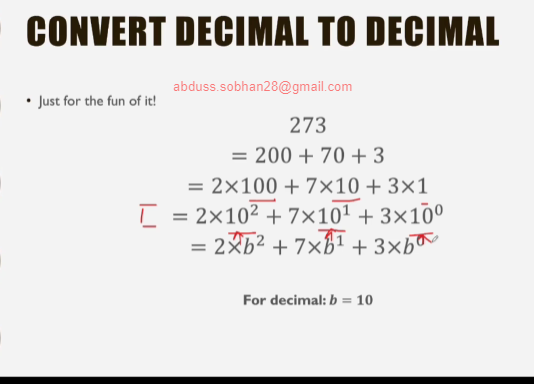 CONVERT DECIMAL TO DECIMAL
abduss.sobhan28@gmail.com
• Just for the fun of it!
273
= 200 + 70 + 3
= 2×100 + 7×10 + 3×1
= 2×10² + 7×10¹ + 3×10⁰
= 2×b² + 7×b¹ + 3×b⁰
For decimal: b = 10